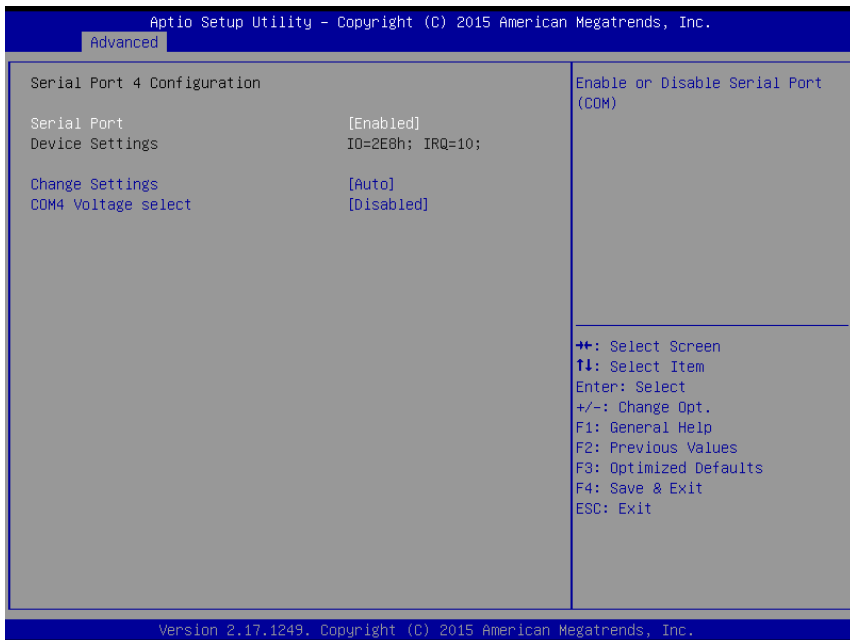 Aptio Setup Utility – Copyright (C) 2015 American Megatrends, Inc.
Advanced
Serial Port 4 Configuration
Serial Port [Enabled]
Device Settings IO=2E8h; IRQ=10;
Change Settings [Auto]
COM4 Voltage select [Disabled]
Enable or Disable Serial Port
(COM)
→←: Select Screen
↑↓: Select Item
Enter: Select
+/-: Change Opt.
F1: General Help
F2: Previous Values
F3: Optimized Defaults
F4: Save & Exit
ESC: Exit
Version 2.17.1249. Copyright (C) 2015 American Megatrends, Inc.